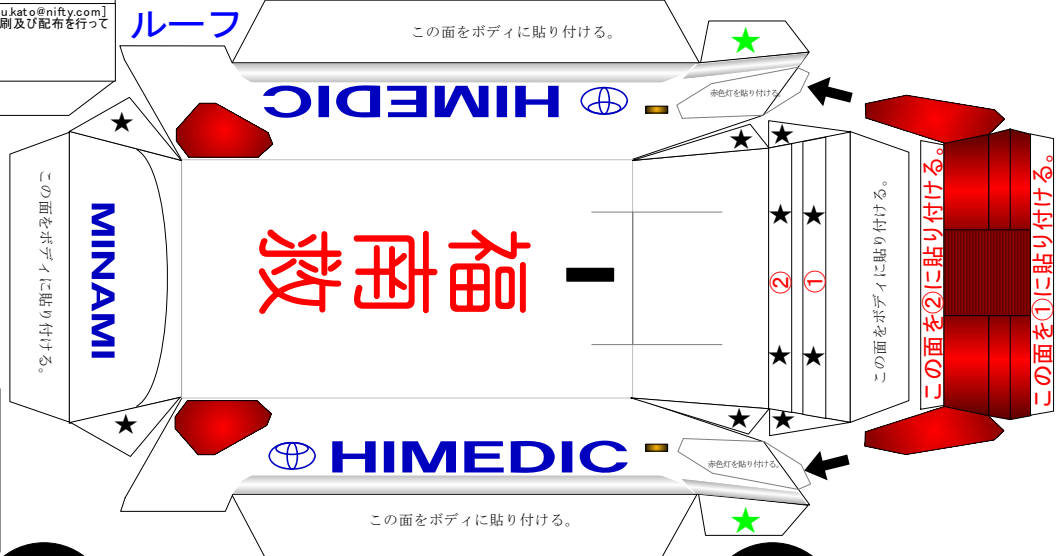 u.kato@nifty.com]
刷及び配布を行って
ルーフ
この面をボディに貼り付ける。
HIMEDIC
赤色灯を貼り付ける。
この面をボディに貼り付ける。
MINAMI
福南救
②
①
この面をボディに貼り付ける。
この面を②に貼り付ける。
この面を①に貼り付ける。
HIMEDIC
赤色灯を貼り付ける。
この面をボディに貼り付ける。